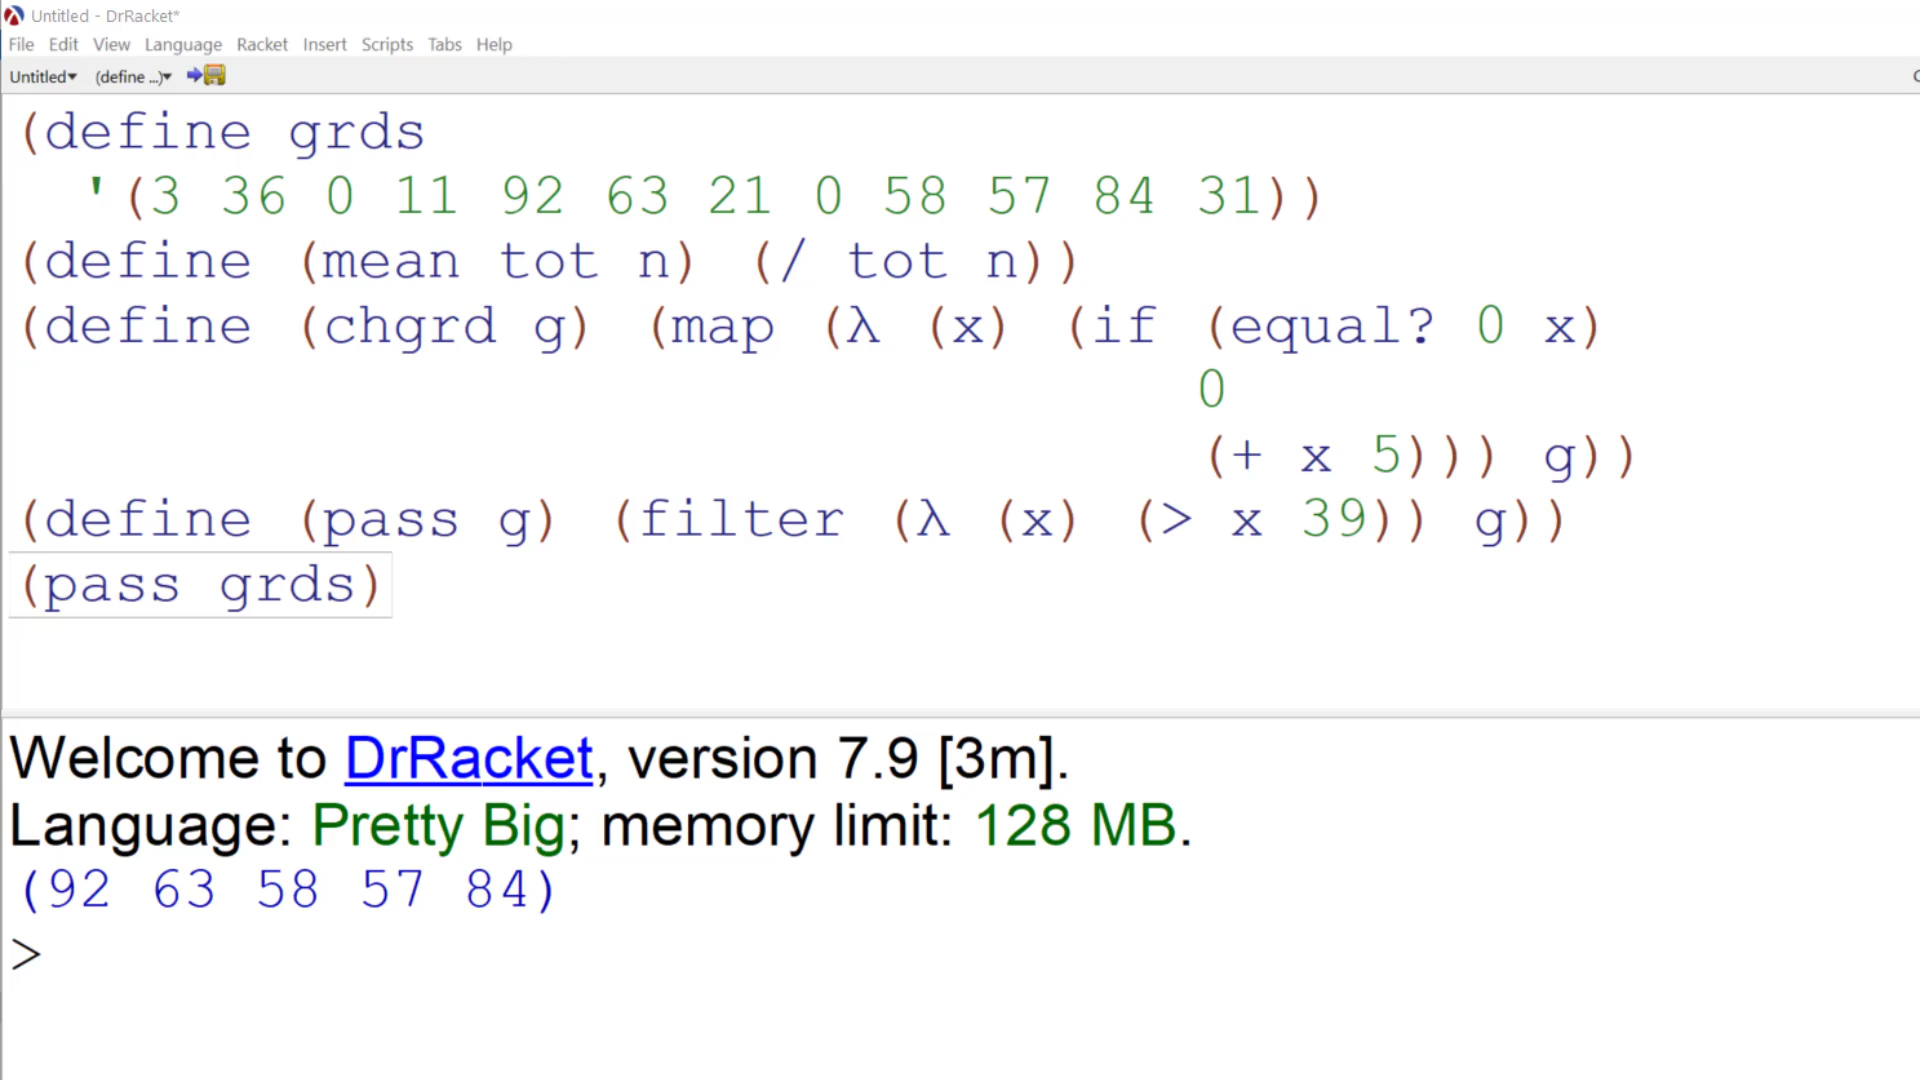 Untitled - DrRacket*
File Edit View Language Racket Insert Scripts Tabs Help
Untitled▾ (define ...)▾
(define grds
'(3 36 0 11 92 63 21 0 58 57 84 31))
(define (mean tot n) (/ tot n))
(define (chgrd g) (map (λ (x) (if (equal? 0 x)
0
(+ x 5))) g))
(define (pass g) (filter (λ (x) (> x 39)) g))
(pass grds)
Welcome to DrRacket, version 7.9 [3m].
Language: Pretty Big; memory limit: 128 MB.
(92 63 58 57 84)
>